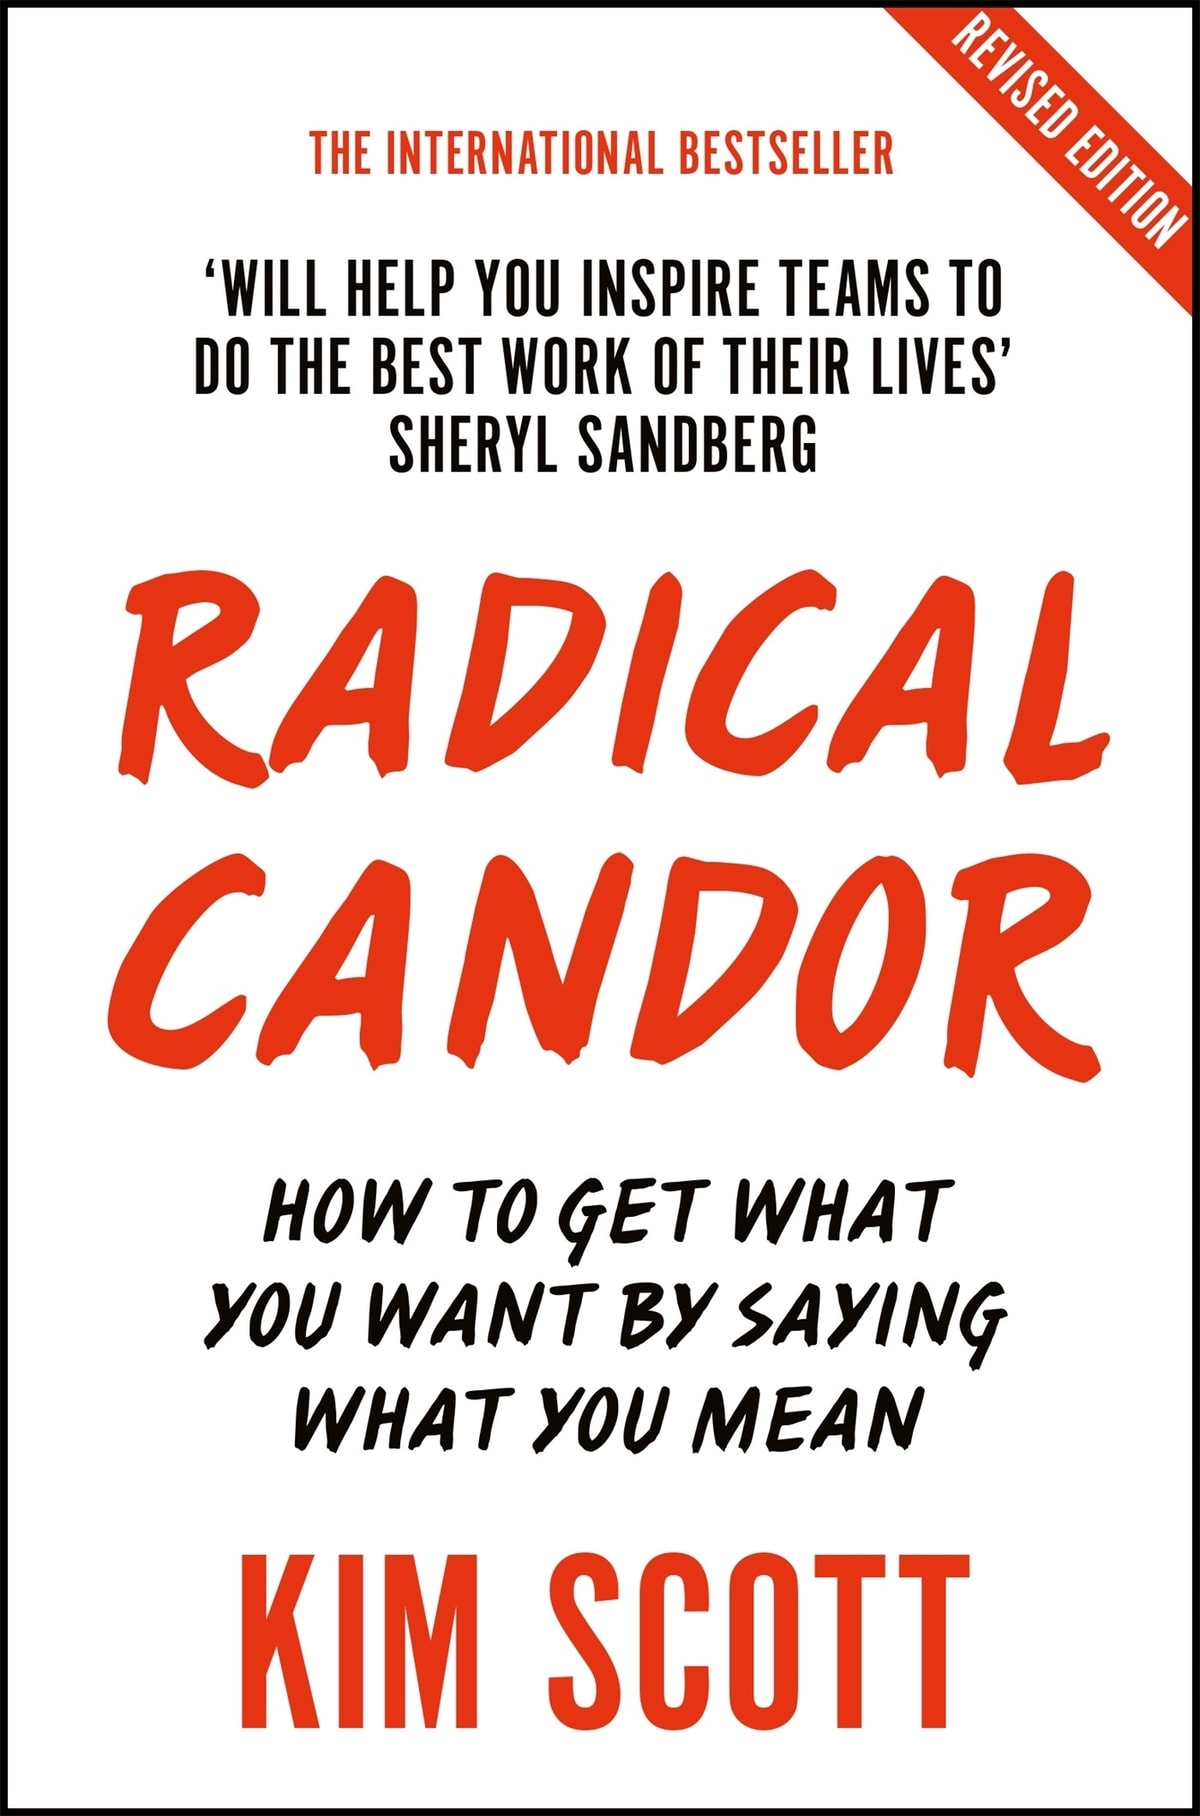 REVISED EDITION
THE INTERNATIONAL BESTSELLER
‘WILL HELP YOU INSPIRE TEAMS TO
DO THE BEST WORK OF THEIR LIVES’
SHERYL SANDBERG
RADICAL
CANDOR
HOW TO GET WHAT
YOU WANT BY SAYING
WHAT YOU MEAN
KIM SCOTT